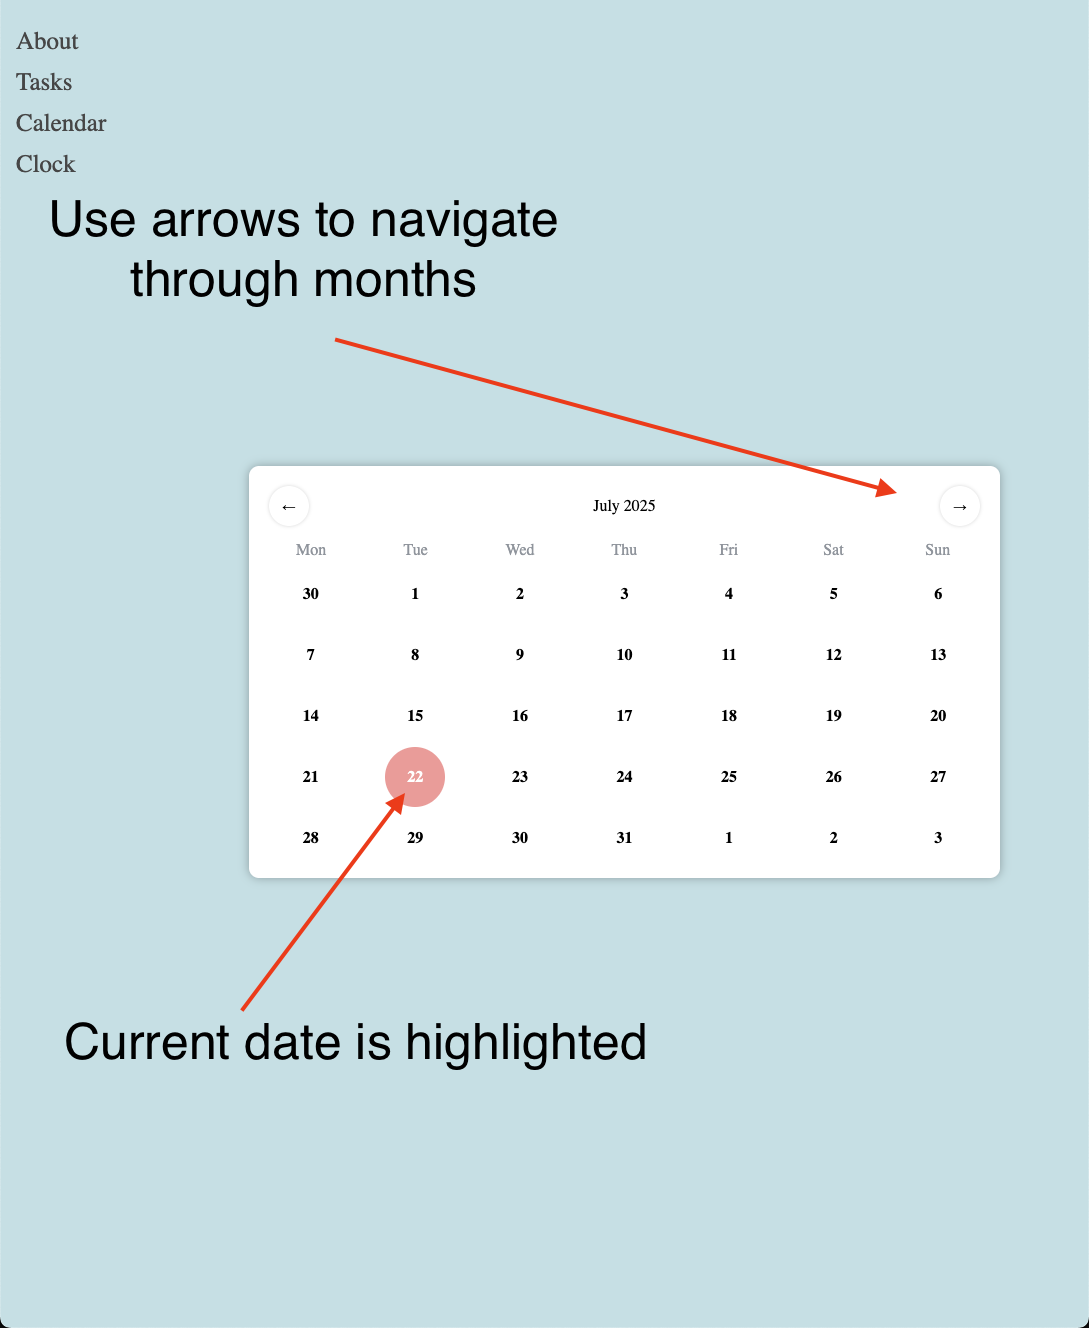 About
Tasks
Calendar
Clock
Use arrows to navigate
through months
← July 2025 →
Mon Tue Wed Thu Fri Sat Sun
30 1 2 3 4 5 6
7 8 9 10 11 12 13
14 15 16 17 18 19 20
21 22 23 24 25 26 27
28 29 30 31 1 2 3
Current date is highlighted